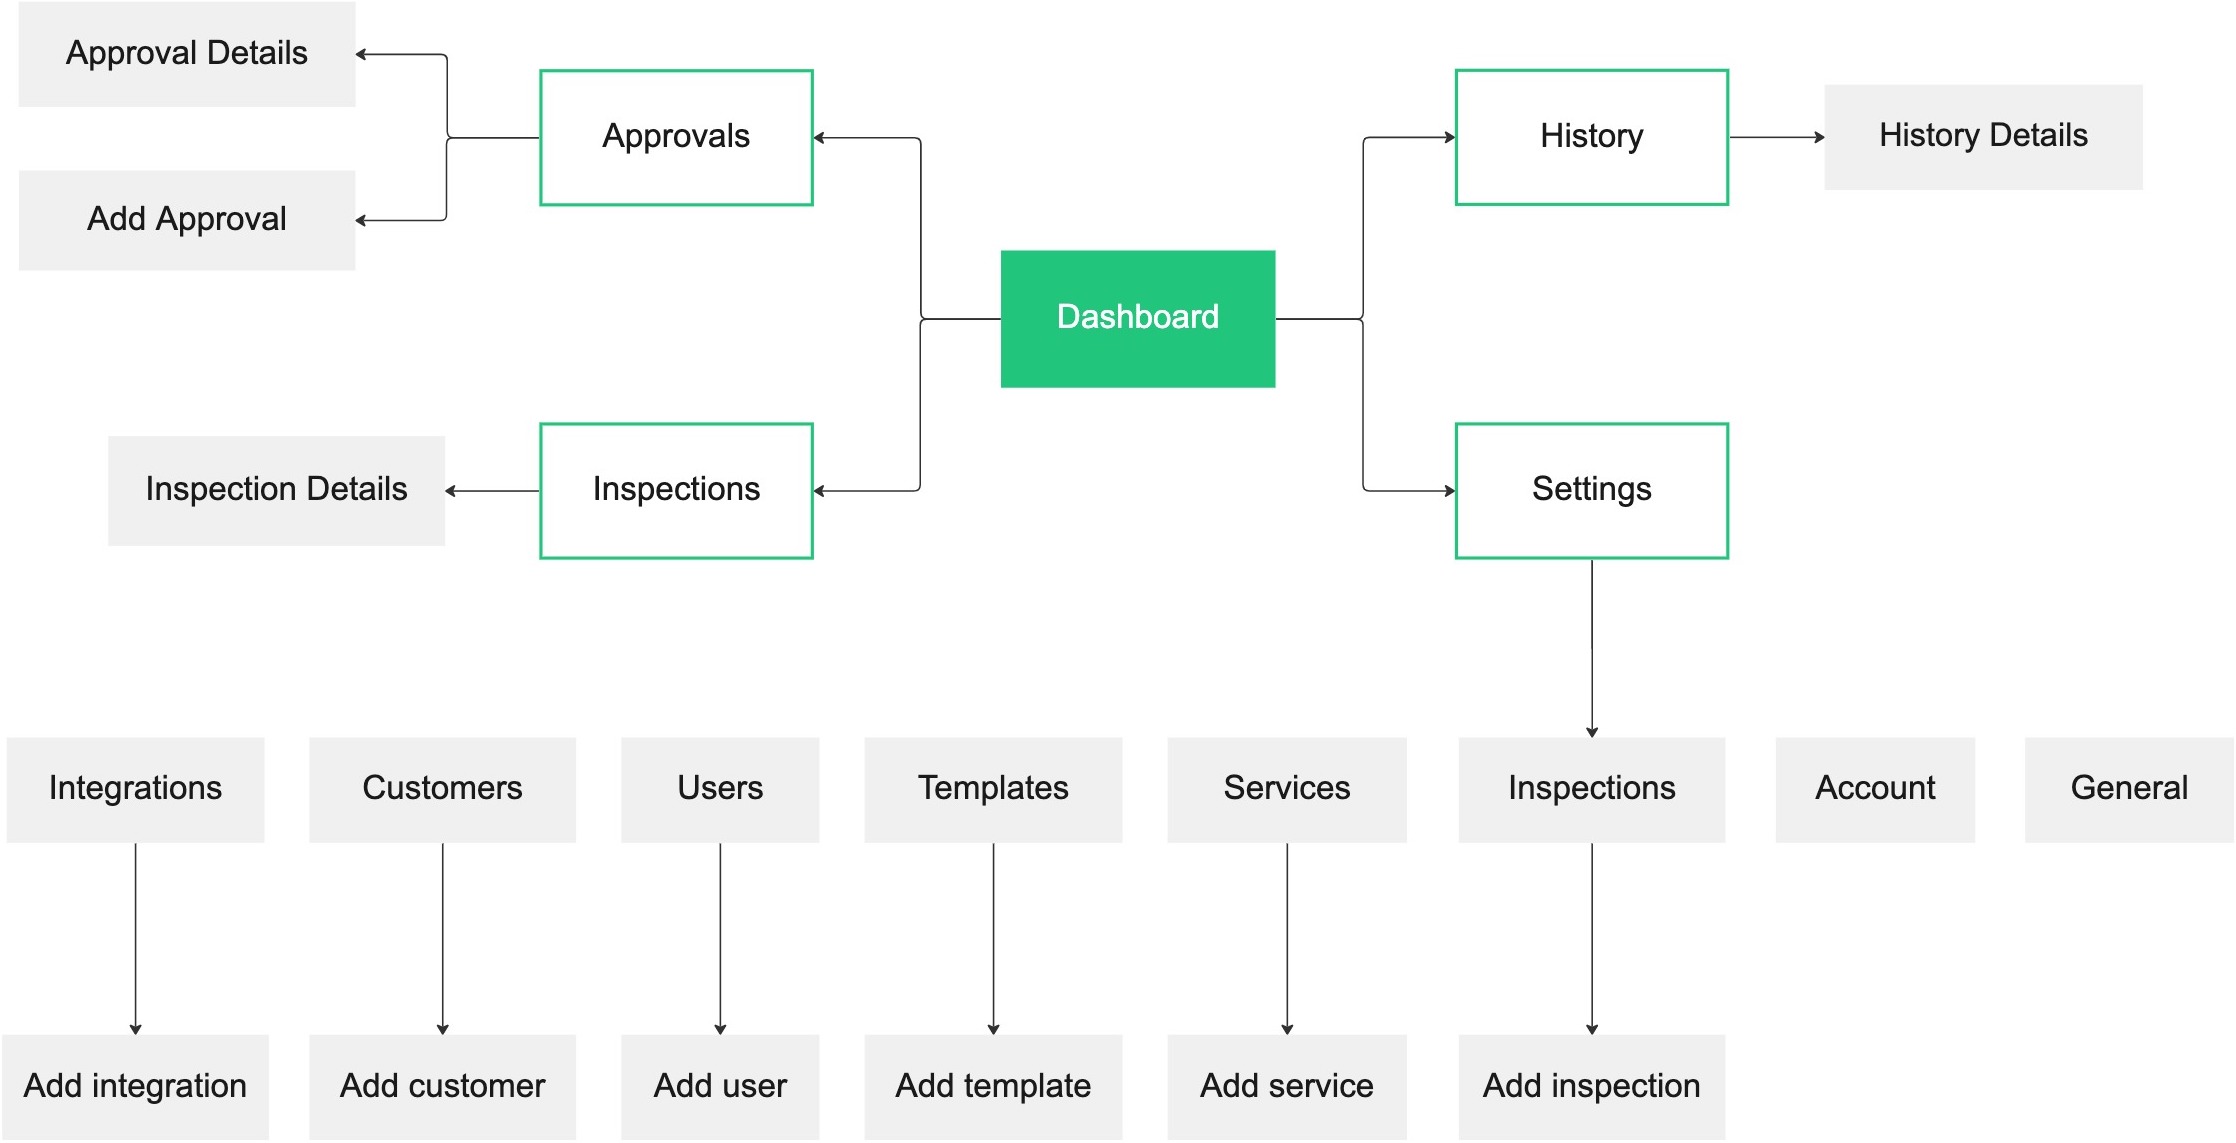 Approval Details
Approvals
History
History Details
Add Approval
Dashboard
Inspection Details
Inspections
Settings
Integrations
Customers
Users
Templates
Services
Inspections
Account
General
Add integration
Add customer
Add user
Add template
Add service
Add inspection